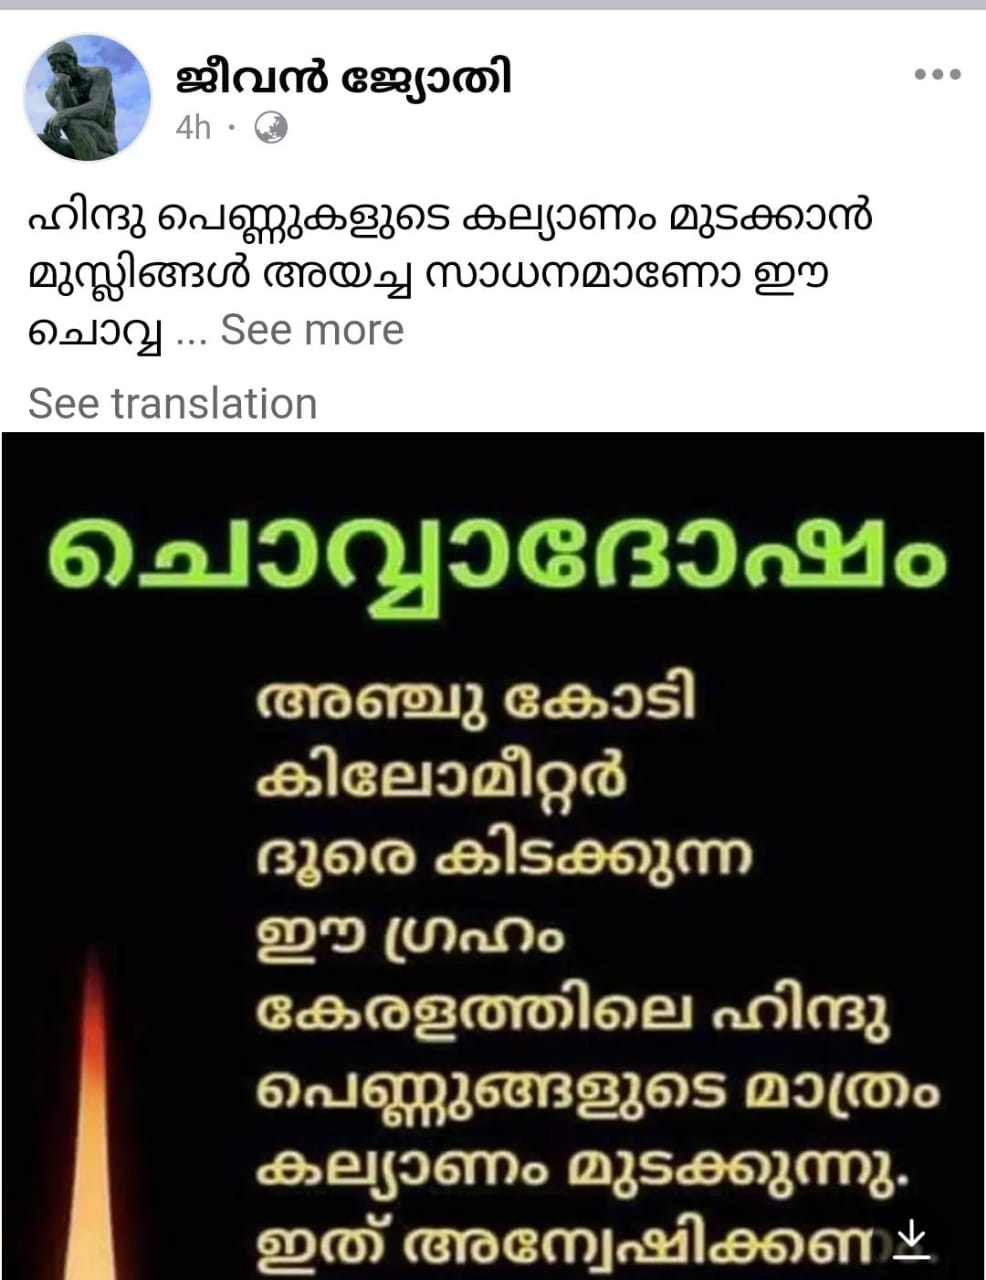 ജീവൻ ജ്യോതി
4h ·
ഹിന്ദു പെണ്ണുകളുടെ കല്യാണം മുടക്കാൻ
മുസ്ലിങ്ങൾ അയച്ച സാധനമാണോ ഈ
ചൊവ്വ ... See more
See translation
ചൊവ്വാദോഷം
അഞ്ചു കോടി
കിലോമീറ്റർ
ദൂരെ കിടക്കുന്ന
ഈ ഗ്രഹം
കേരളത്തിലെ ഹിന്ദു
പെണ്ണുങ്ങളുടെ മാത്രം
കല്യാണം മുടക്കുന്നു.
ഇത് അന്വേഷിക്കണ